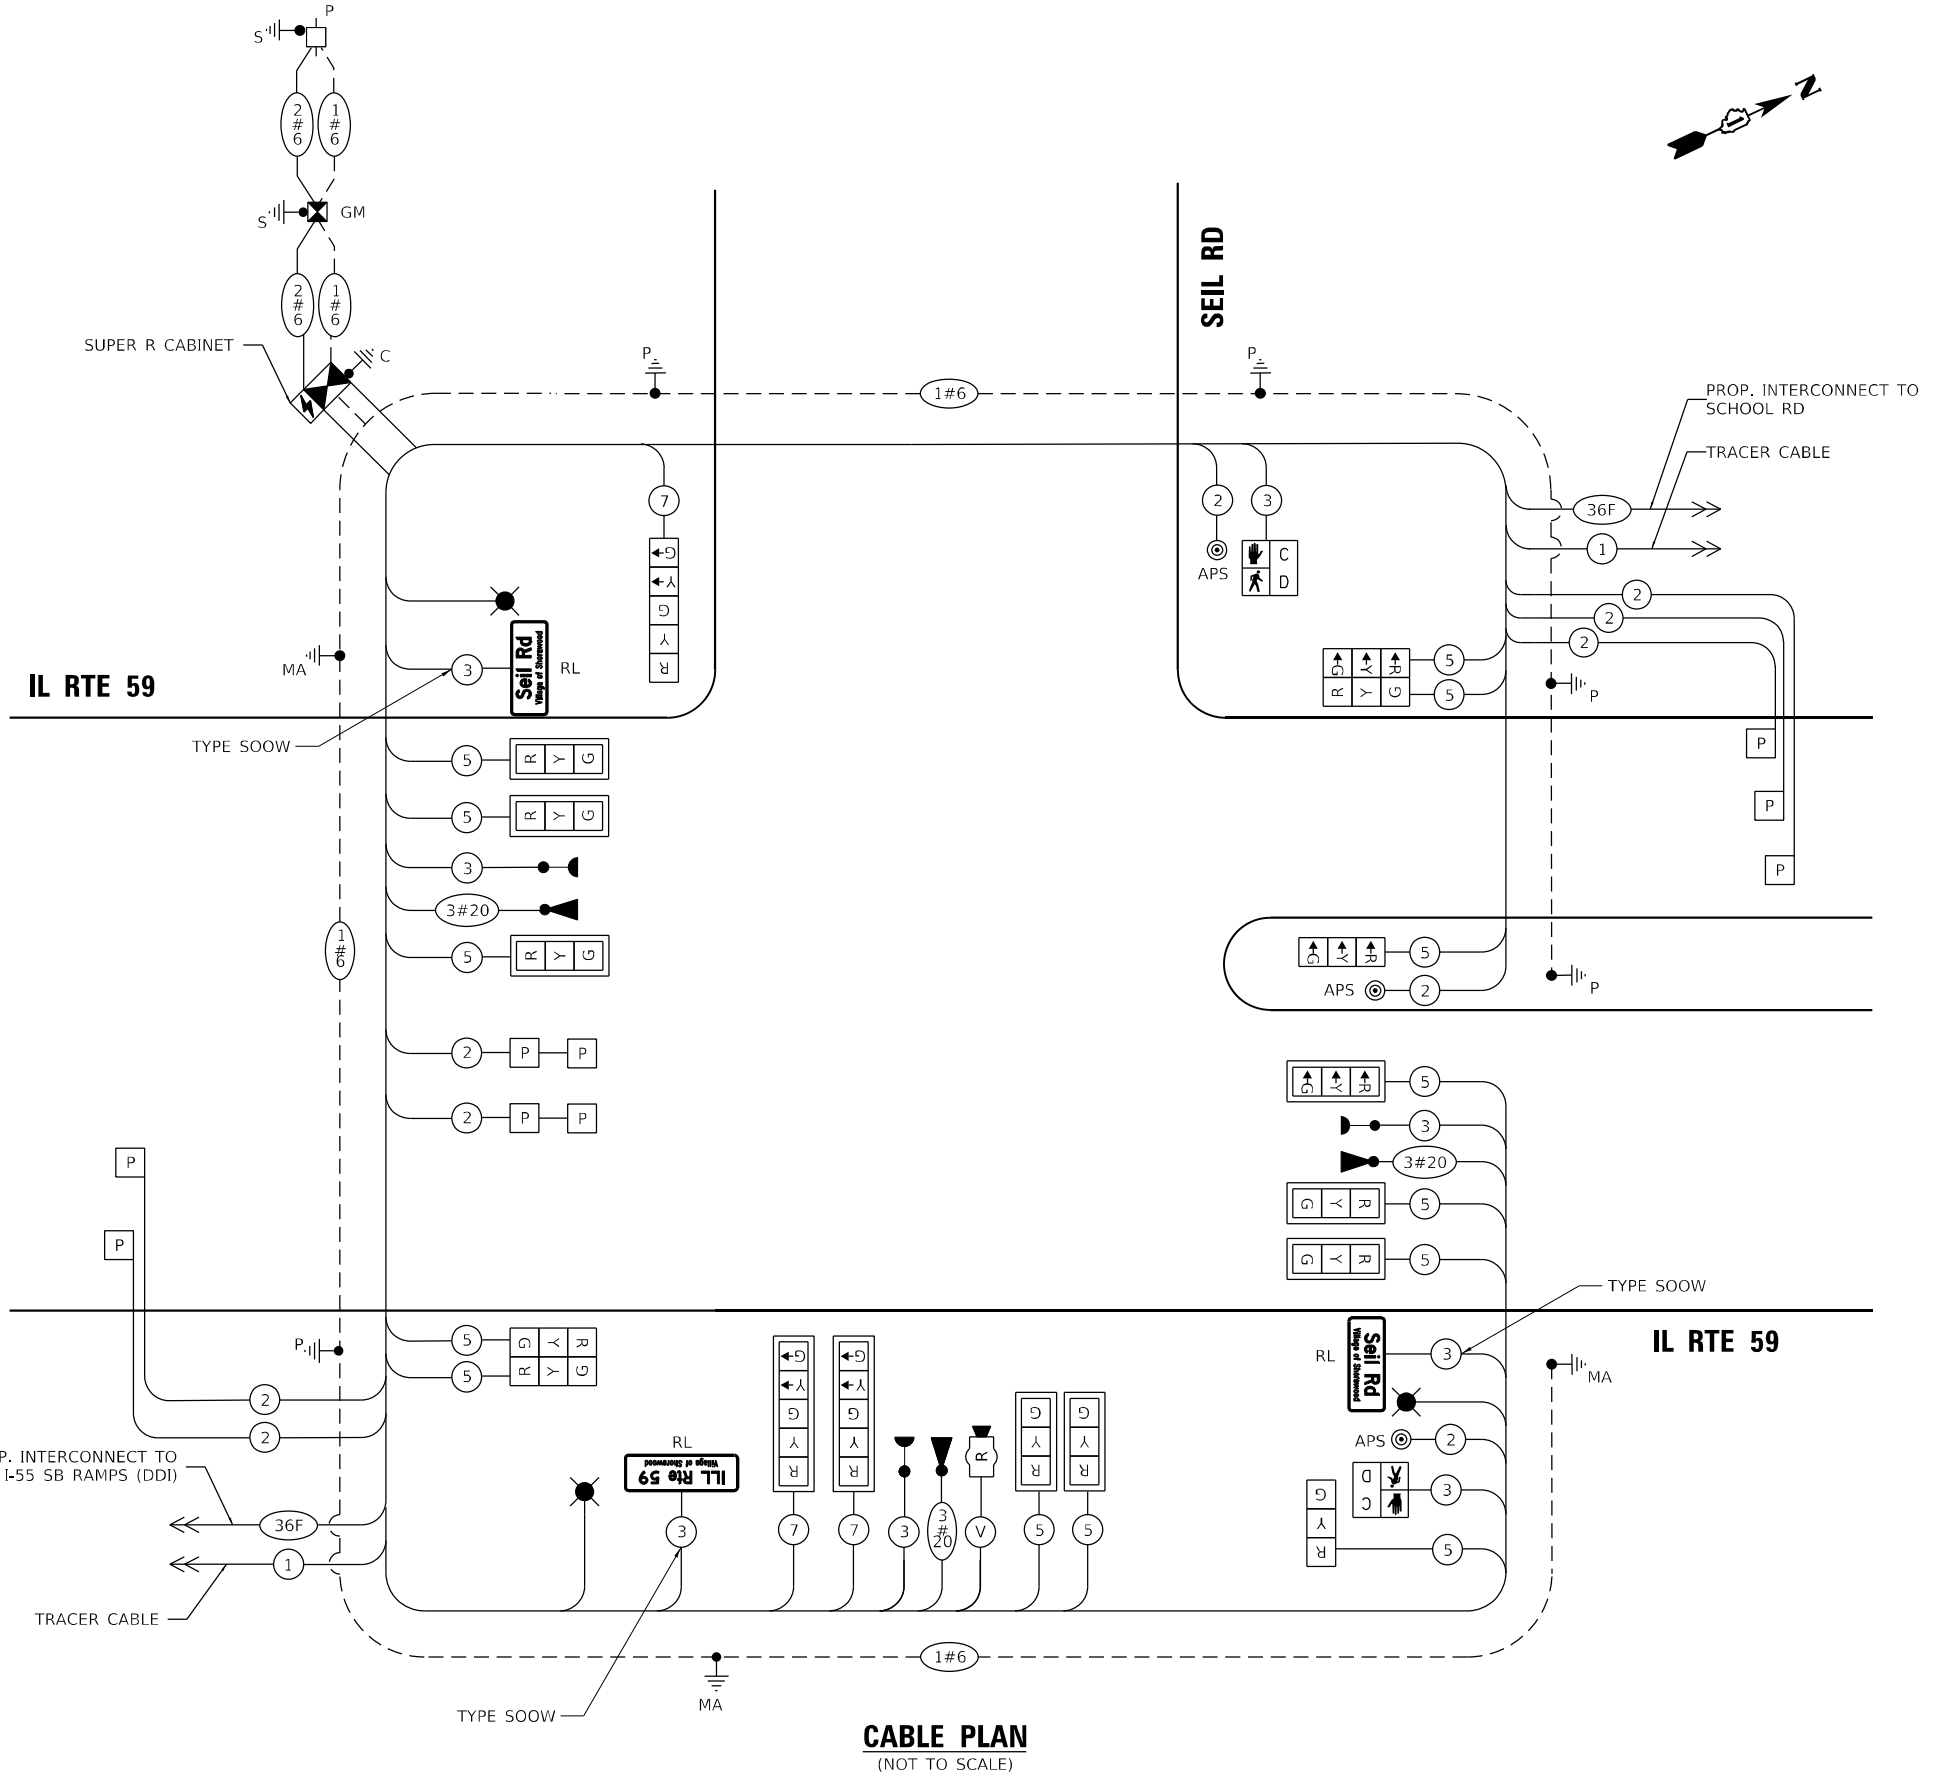 P
S
2 # 6
1 # 6
N
S
GM
SEIL RD
2 # 6
1 # 6
SUPER R CABINET
C
P
P
1#6
PROP. INTERCONNECT TO
SCHOOL RD
TRACER CABLE
7
2
3
36F
G Y G Y R
APS
C
D
1
2
2
2
Seil Rd
Village of Shorewood
3
RL
MA
IL RTE 59
G Y R
R Y G
5
5
P
TYPE SOOW
5
R Y G
P
5
R Y G
P
3
P
3#20
1 # 6
5
R Y G
G Y R
5
APS
2
P
2
P
P
G Y R
5
2
P
P
3
3#20
P
G Y R
5
P
G Y R
5
TYPE SOOW
P
5
G Y R
5
R Y G
Seil Rd
Village of Shorewood
RL
3
IL RTE 59
MA
2
2
G Y G Y R
G Y G Y R
G Y R
G Y R
APS
2
P. INTERCONNECT TO
I-55 SB RAMPS (DDI)
RL
ILL Rte 59
Village of Shorewood
R
D
C
3
G Y R
5
36F
1
3
7
7
3
3 # 20
V
5
5
TRACER CABLE
1#6
MA
TYPE SOOW
CABLE PLAN
(NOT TO SCALE)